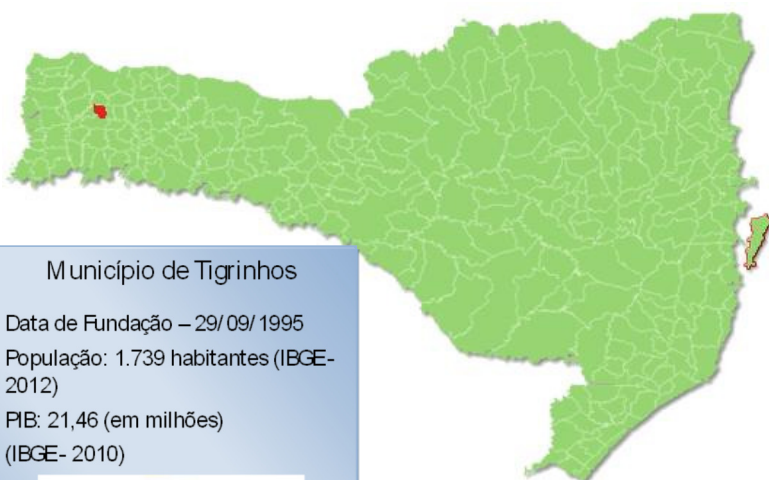 Município de Tigrinhos
Data de Fundação – 29/09/1995
População: 1.739 habitantes (IBGE-
2012)
PIB: 21,46 (em milhões)
(IBGE- 2010)